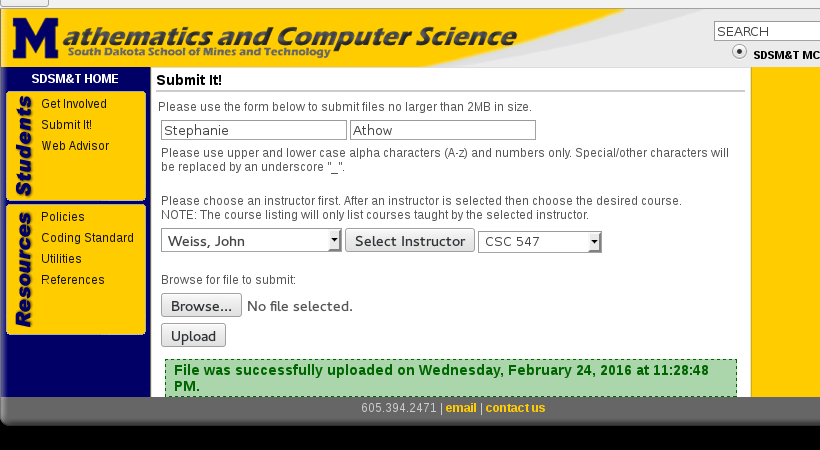 Mathematics and Computer Science
South Dakota School of Mines and Technology
SEARCH
SDSM&T MC
SDSM&T HOME
Students
Get Involved
Submit It!
Web Advisor
Resources
Policies
Coding Standard
Utilities
References
Submit It!
Please use the form below to submit files no larger than 2MB in size.
Stephanie Athow
Please use upper and lower case alpha characters (A-z) and numbers only. Special/other characters will
be replaced by an underscore "_".
Please choose an instructor first. After an instructor is selected then choose the desired course.
NOTE: The course listing will only list courses taught by the selected instructor.
Weiss, John Select Instructor CSC 547
Browse for file to submit:
Browse... No file selected.
Upload
File was successfully uploaded on Wednesday, February 24, 2016 at 11:28:48
PM.
605.394.2471 | email | contact us